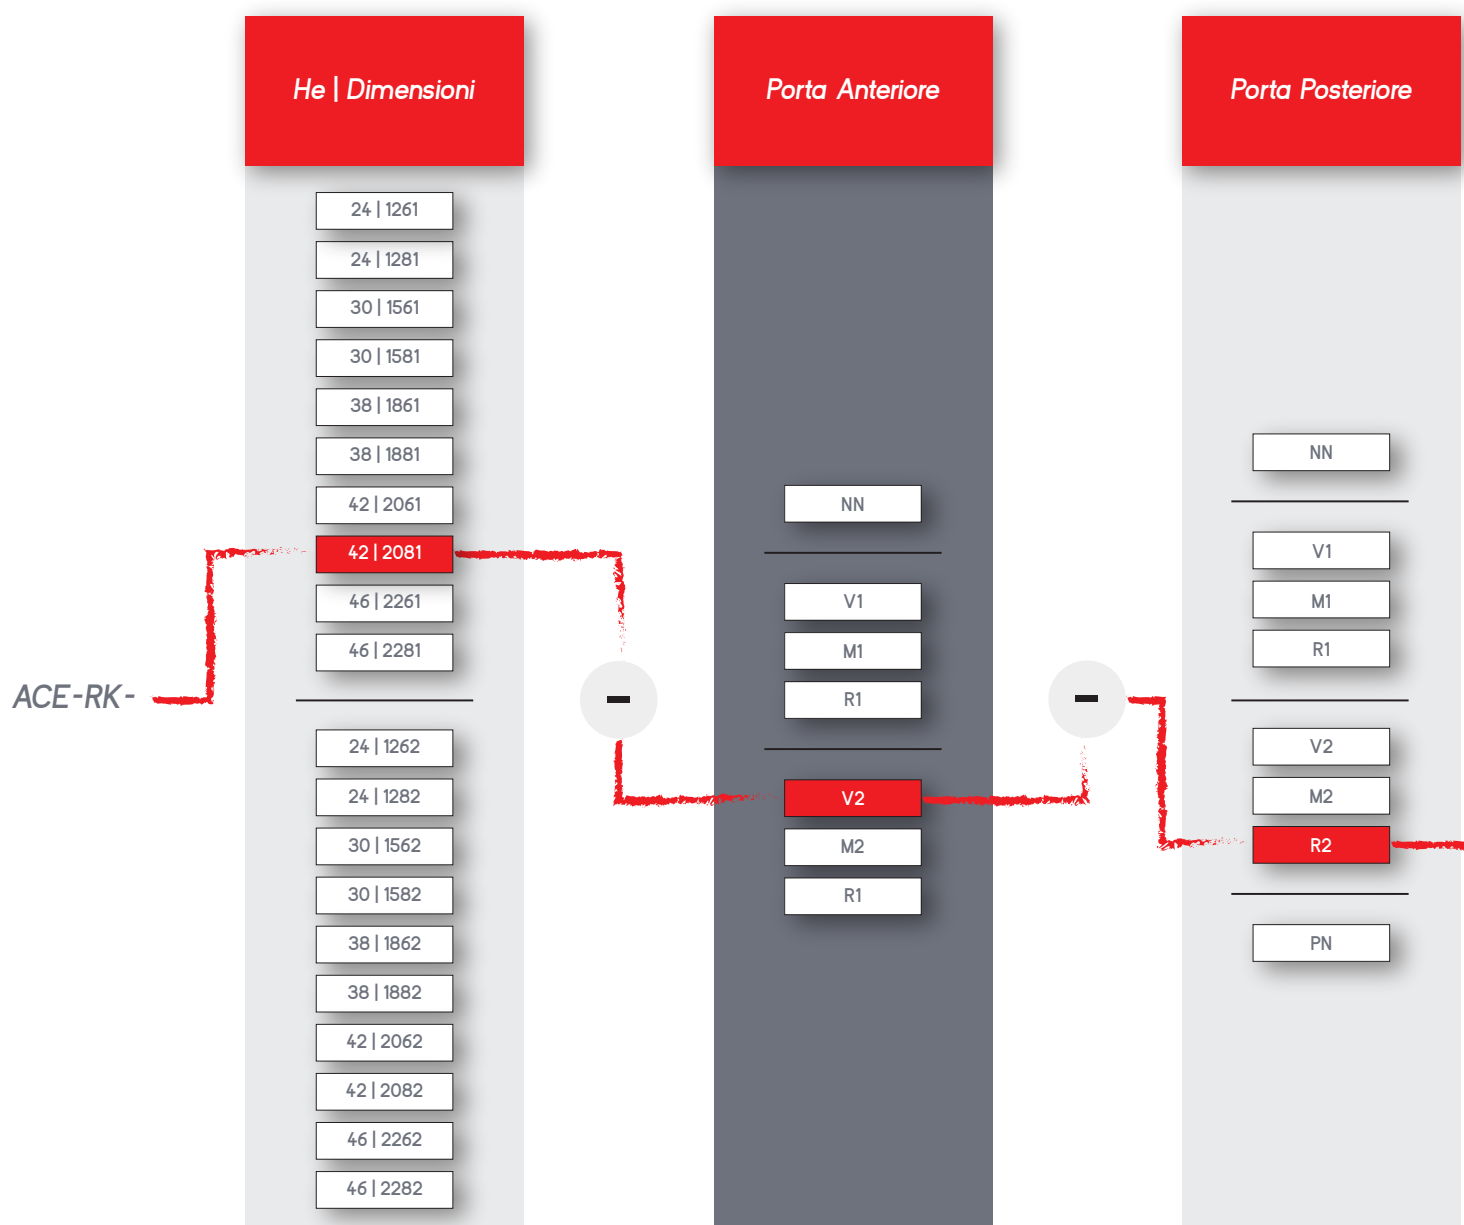 He | Dimensioni
24 | 1261
24 | 1281
30 | 1561
30 | 1581
38 | 1861
38 | 1881
42 | 2061
42 | 2081
46 | 2261
46 | 2281
ACE-RK-
24 | 1262
24 | 1282
30 | 1562
30 | 1582
38 | 1862
38 | 1882
42 | 2062
42 | 2082
46 | 2262
46 | 2282
-
Porta Anteriore
NN
V1
M1
R1
V2
M2
R1
-
Porta Posteriore
NN
V1
M1
R1
V2
M2
R2
PN